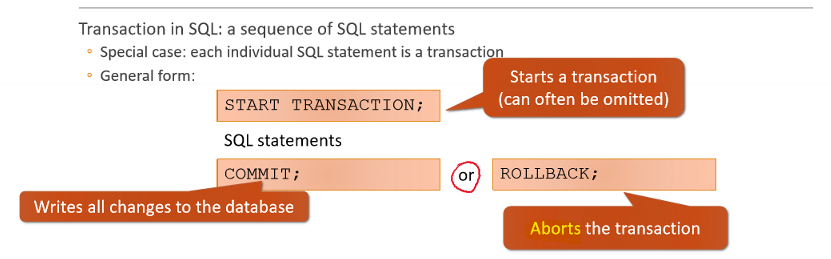 Transaction in SQL: a sequence of SQL statements
Special case: each individual SQL statement is a transaction
General form:
Starts a transaction
(can often be omitted)
START TRANSACTION;
SQL statements
COMMIT;
or
ROLLBACK;
Writes all changes to the database
Aborts the transaction